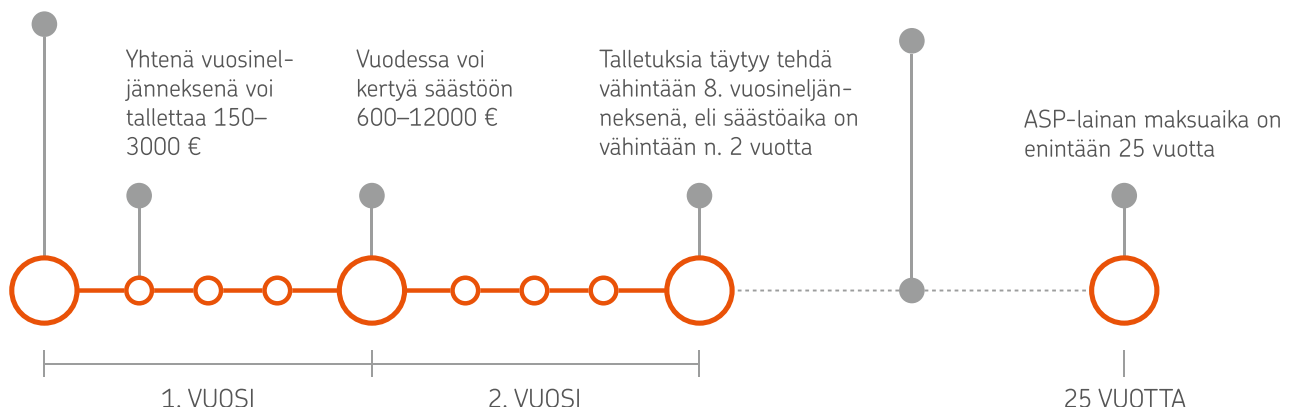 Yhtenä vuosinel-
jänneksenä voi
tallettaa 150–
3000 €
Vuodessa voi
kertyä säästöön
600–12000 €
Talletuksia täytyy tehdä
vähintään 8. vuosineljän-
neksenä, eli säästöaika on
vähintään n. 2 vuotta
ASP-lainan maksuaika on
enintään 25 vuotta
1. VUOSI
2. VUOSI
25 VUOTTA